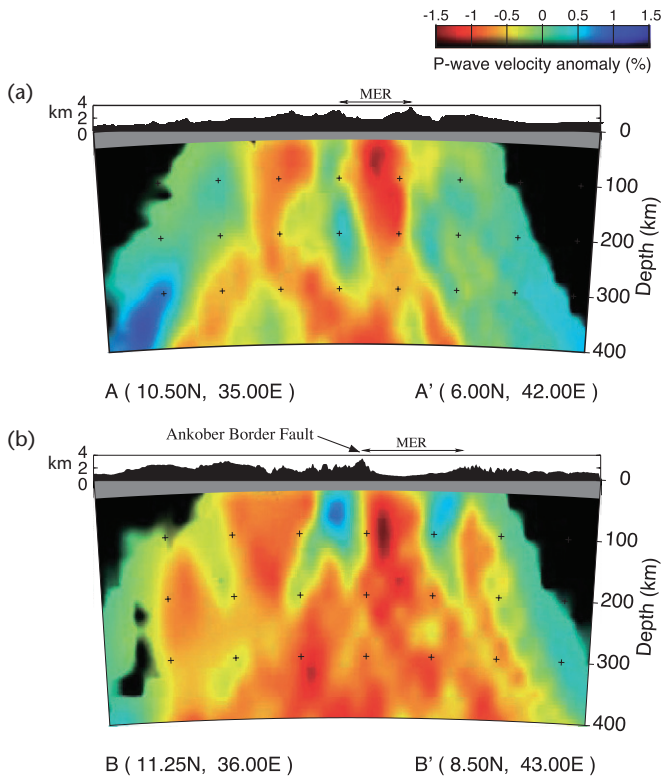 -1.5 -1 -0.5 0 0.5 1 1.5
P-wave velocity anomaly (%)
(a)
MER
km 4
2
0
0
100
200
300
400
Depth (km)
A ( 10.50N, 35.00E ) A' ( 6.00N, 42.00E )
(b)
Ankober Border Fault
MER
4
km 2
0
0
100
200
300
400
Depth (km)
B ( 11.25N, 36.00E ) B' ( 8.50N, 43.00E )